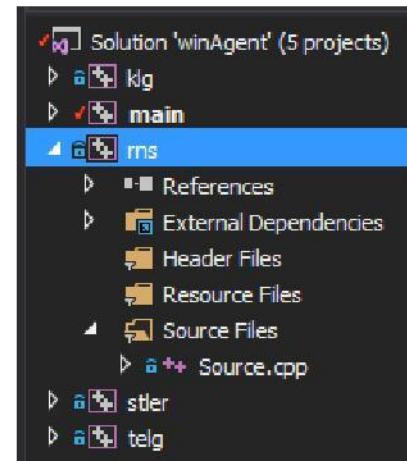 Solution 'winAgent' (5 projects)
klg
main
rns
References
External Dependencies
Header Files
Resource Files
Source Files
Source.cpp
stler
telg